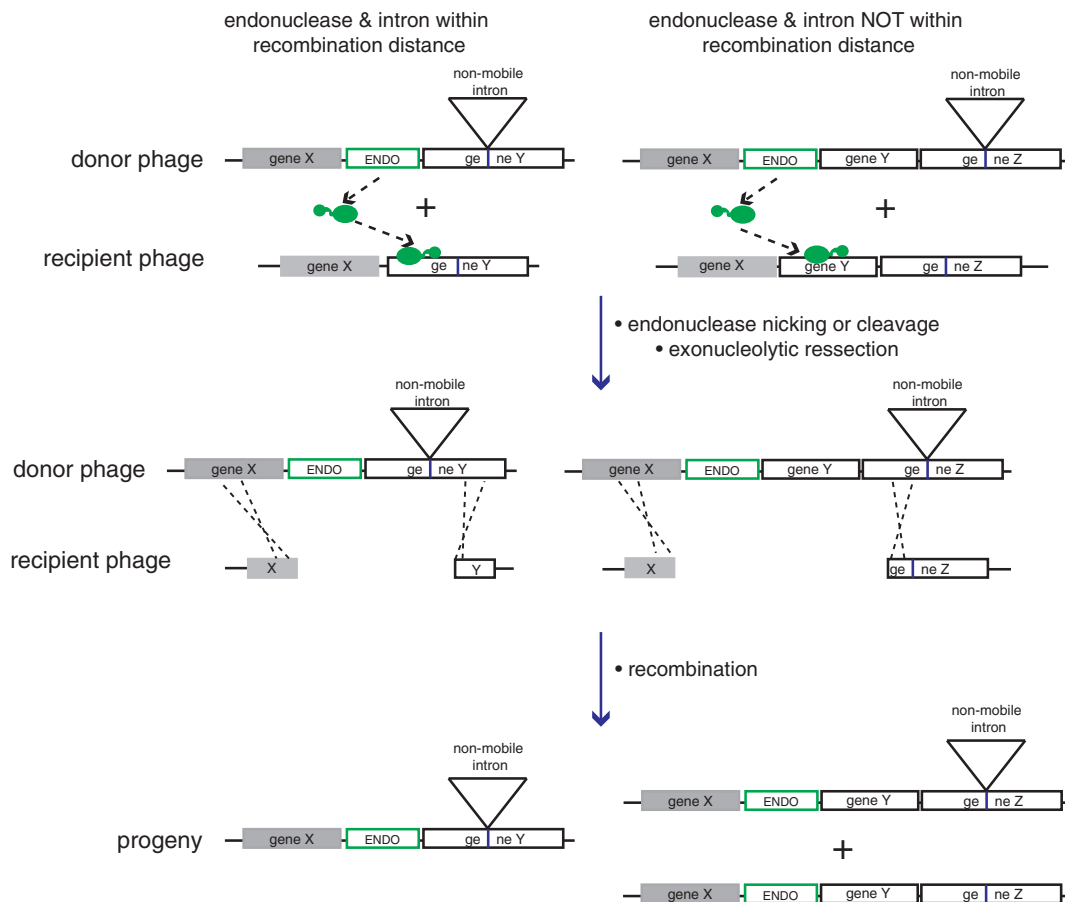 endonuclease & intron within
recombination distance
endonuclease & intron NOT within
recombination distance
non-mobile
intron
non-mobile
intron
donor phage
gene X
ENDO
ge ne Y
gene X
ENDO
gene Y
ge ne Z
+
+
recipient phage
gene X
ge ne Y
gene X
gene Y
ge ne Z
• endonuclease nicking or cleavage
• exonucleolytic ressection
non-mobile
intron
non-mobile
intron
donor phage
gene X
ENDO
ge ne Y
gene X
ENDO
gene Y
ge ne Z
recipient phage
X
Y
X
ge ne Z
• recombination
non-mobile
intron
non-mobile
intron
gene X
ENDO
gene Y
ge ne Z
progeny
gene X
ENDO
ge ne Y
+
gene X
ENDO
gene Y
ge ne Z